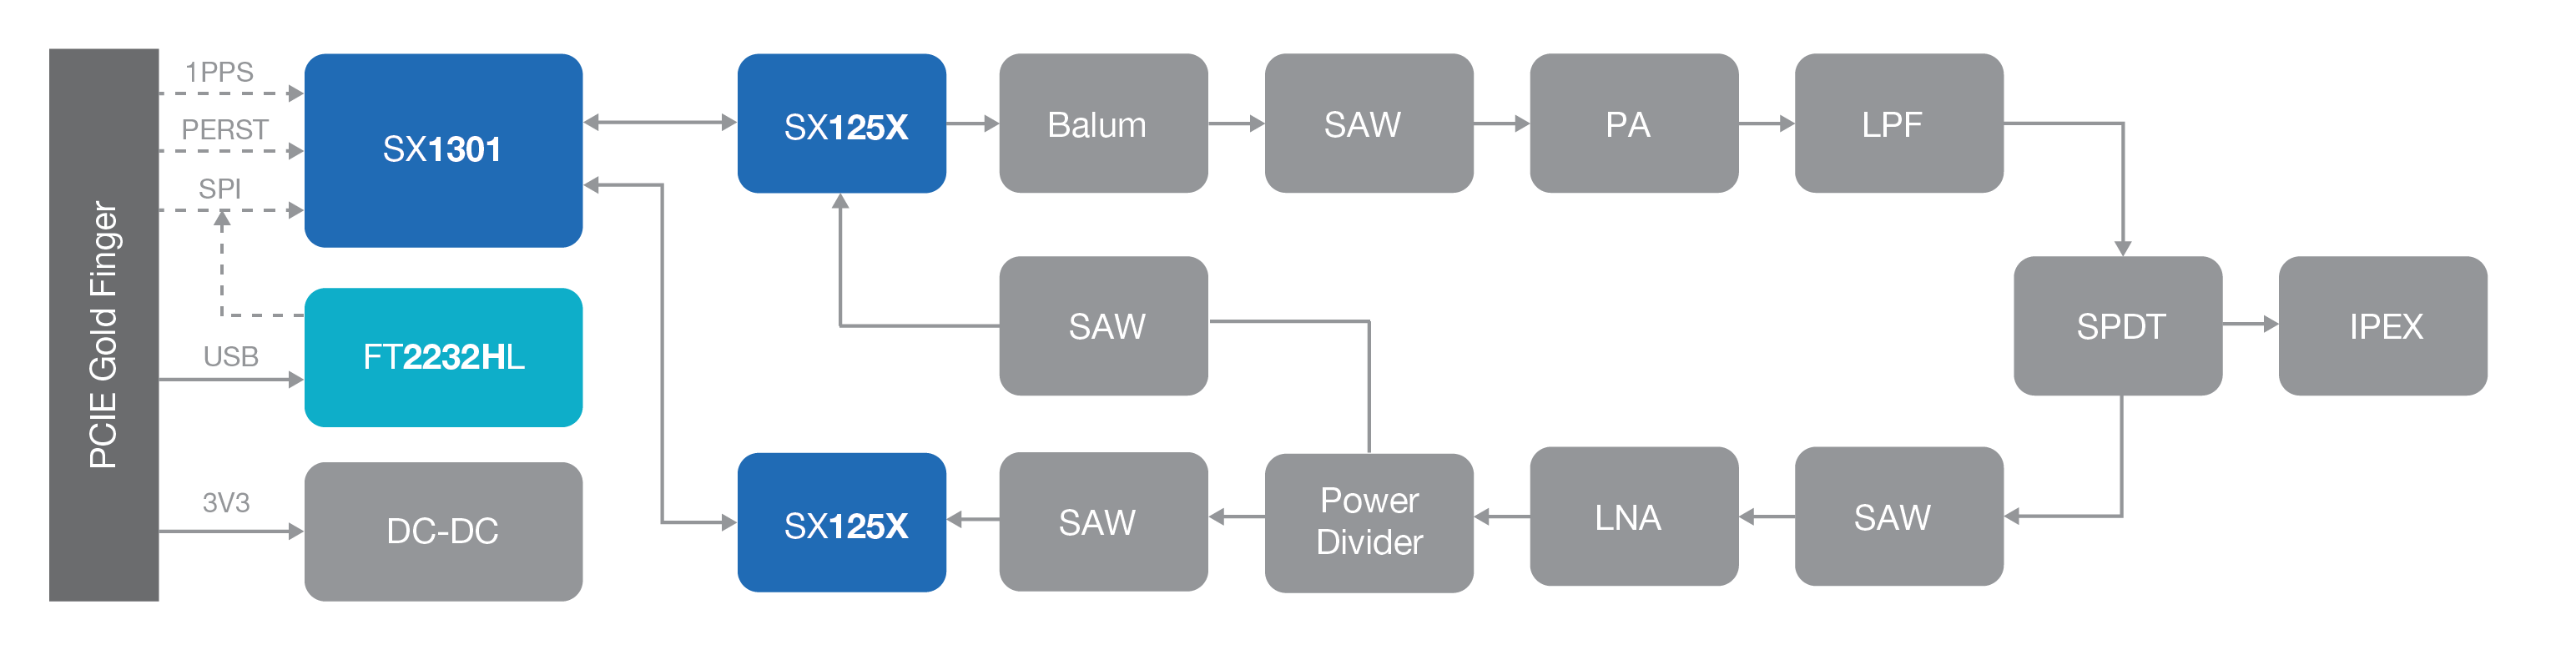 PCIE Gold Finger
1PPS
PERST
SPI
USB
3V3
SX1301
FT2232HL
DC-DC
SX125X
Balum
SAW
PA
LPF
SAW
SPDT
IPEX
SX125X
SAW
Power
Divider
LNA
SAW